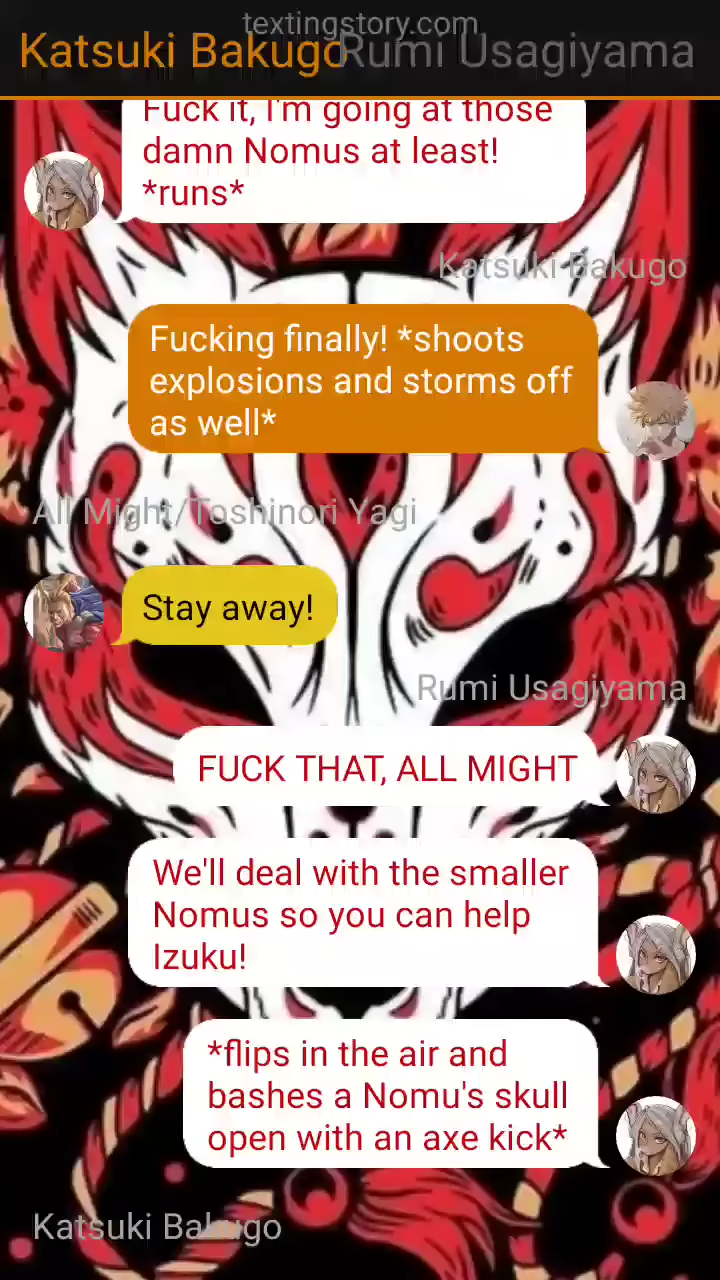 textingstory.com
Katsuki Bakugo Rumi Usagiyama
Fuck it, I'm going at those
damn Nomus at least!
*runs*
Katsuki Bakugo
Fucking finally! *shoots
explosions and storms off
as well*
All Might/Toshinori Yagi
Stay away!
Rumi Usagiyama
FUCK THAT, ALL MIGHT
We'll deal with the smaller
Nomus so you can help
Izuku!
*flips in the air and
bashes a Nomu's skull
open with an axe kick*
Katsuki Bakugo